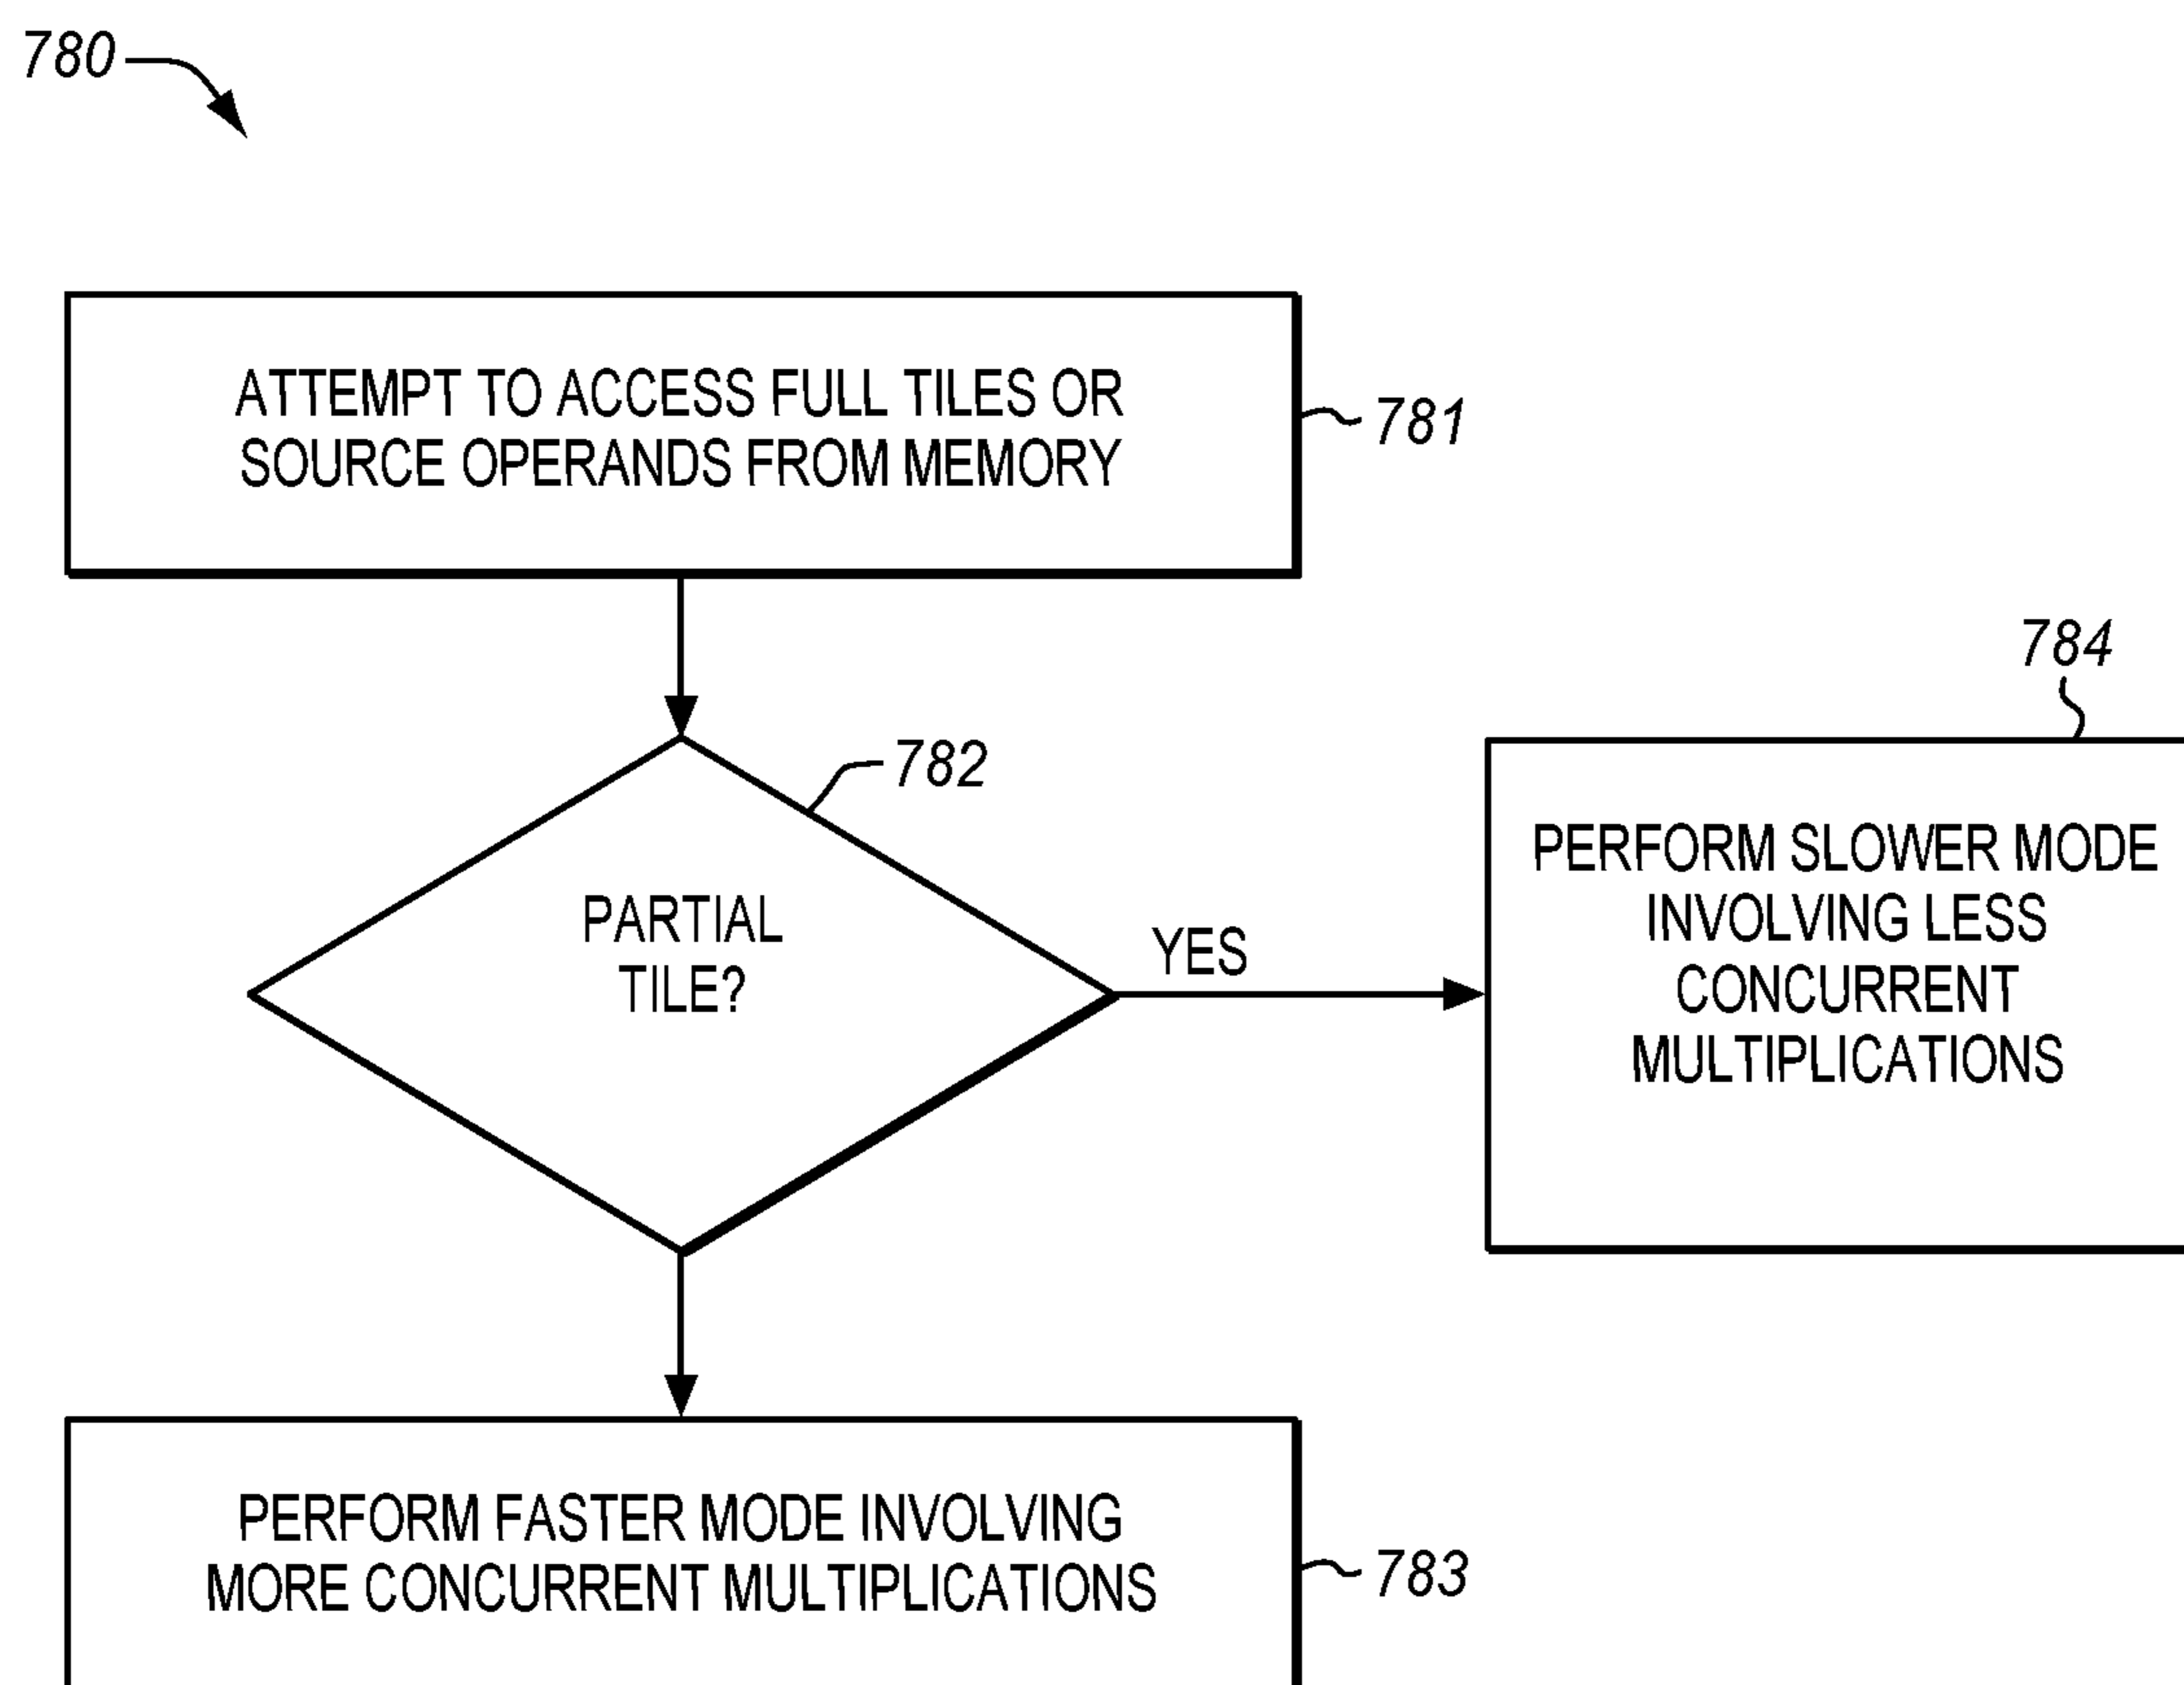 780
ATTEMPT TO ACCESS FULL TILES OR
SOURCE OPERANDS FROM MEMORY
781
782
PARTIAL
TILE?
YES
784
PERFORM SLOWER MODE
INVOLVING LESS
CONCURRENT
MULTIPLICATIONS
PERFORM FASTER MODE INVOLVING
MORE CONCURRENT MULTIPLICATIONS
783